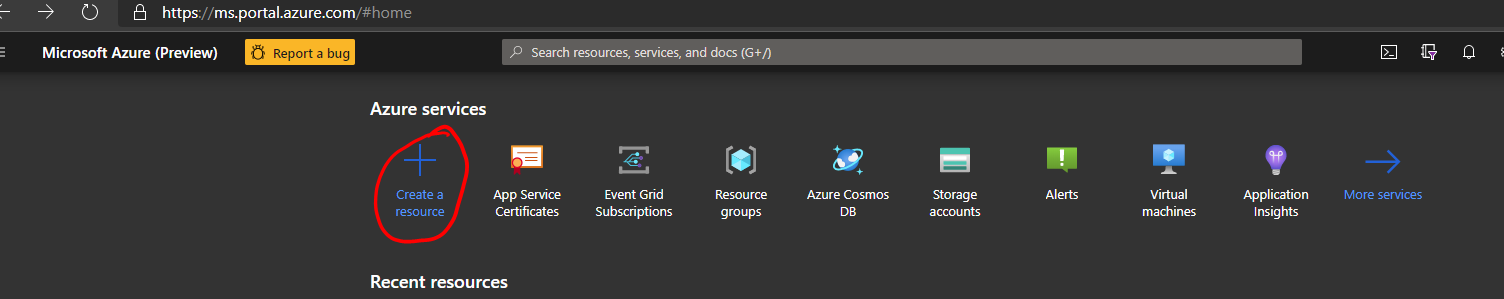 https://ms.portal.azure.com/#home
Microsoft Azure (Preview)
Report a bug
Search resources, services, and docs (G+/)
Azure services
Create a
resource
App Service
Certificates
Event Grid
Subscriptions
Resource
groups
Azure Cosmos
DB
Storage
accounts
Alerts
Virtual
machines
Application
Insights
More services
Recent resources